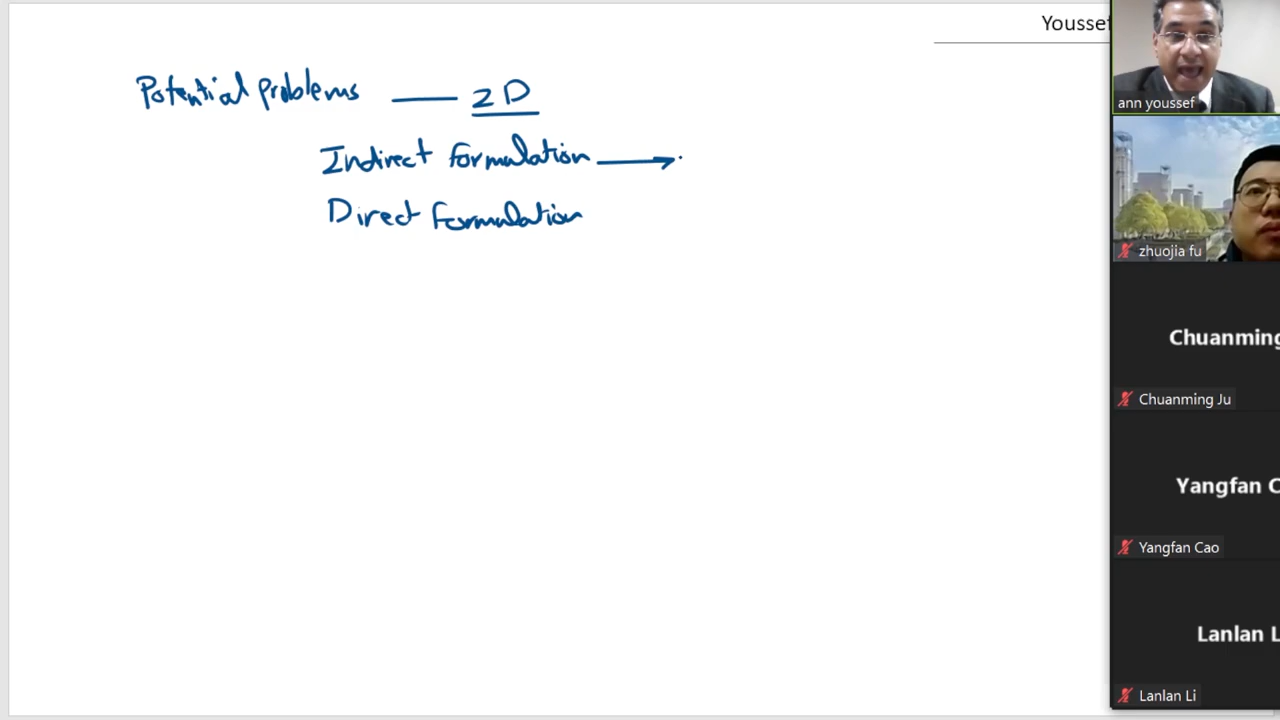 Youssef
Potential problems — 2D
Indirect formulation →
Direct formulation
ann youssef
zhuojia fu
Chuanming
Chuanming Ju
Yangfan C
Yangfan Cao
Lanlan L
Lanlan Li